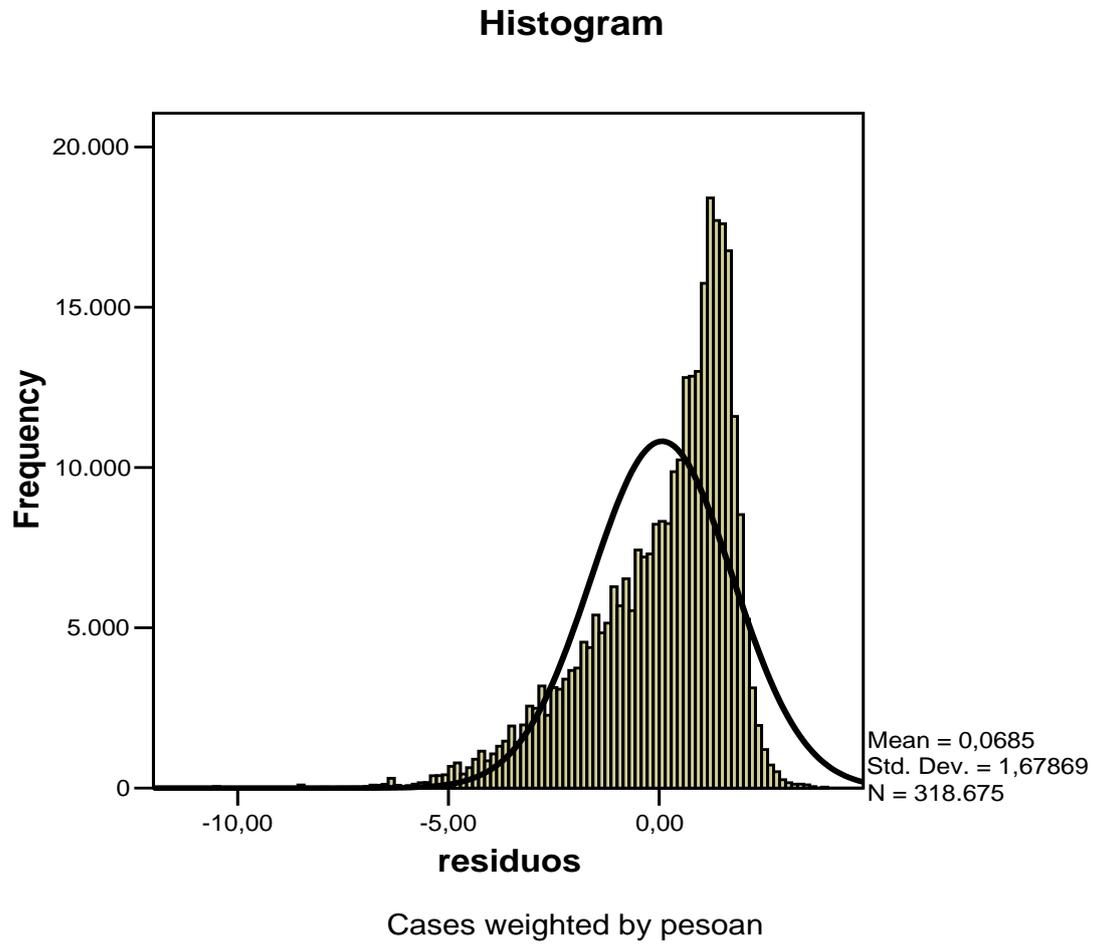 Histogram
20.000
15.000
10.000
5.000
0
Frequency
-10,00
-5,00
0,00
residuos
Mean = 0,0685
Std. Dev. = 1,67869
N = 318.675
Cases weighted by pesoan